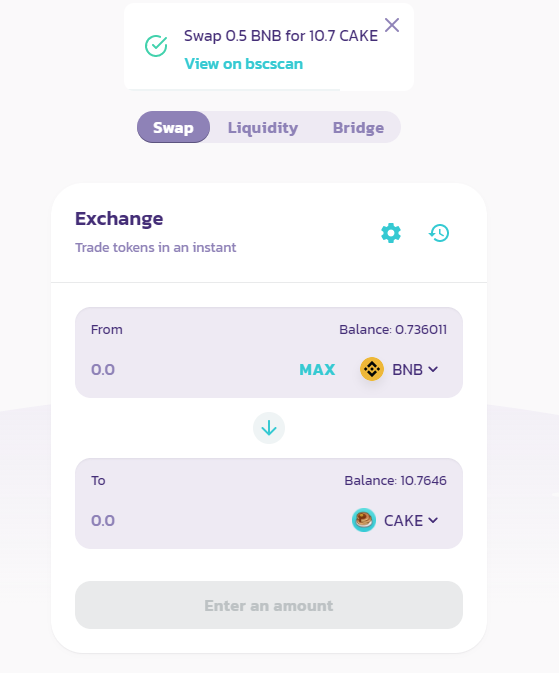 Swap 0.5 BNB for 10.7 CAKE
View on bscscan
Swap Liquidity Bridge
Exchange
Trade tokens in an instant
From Balance: 0.736011
0.0 MAX BNB
To Balance: 10.7646
0.0 CAKE
Enter an amount